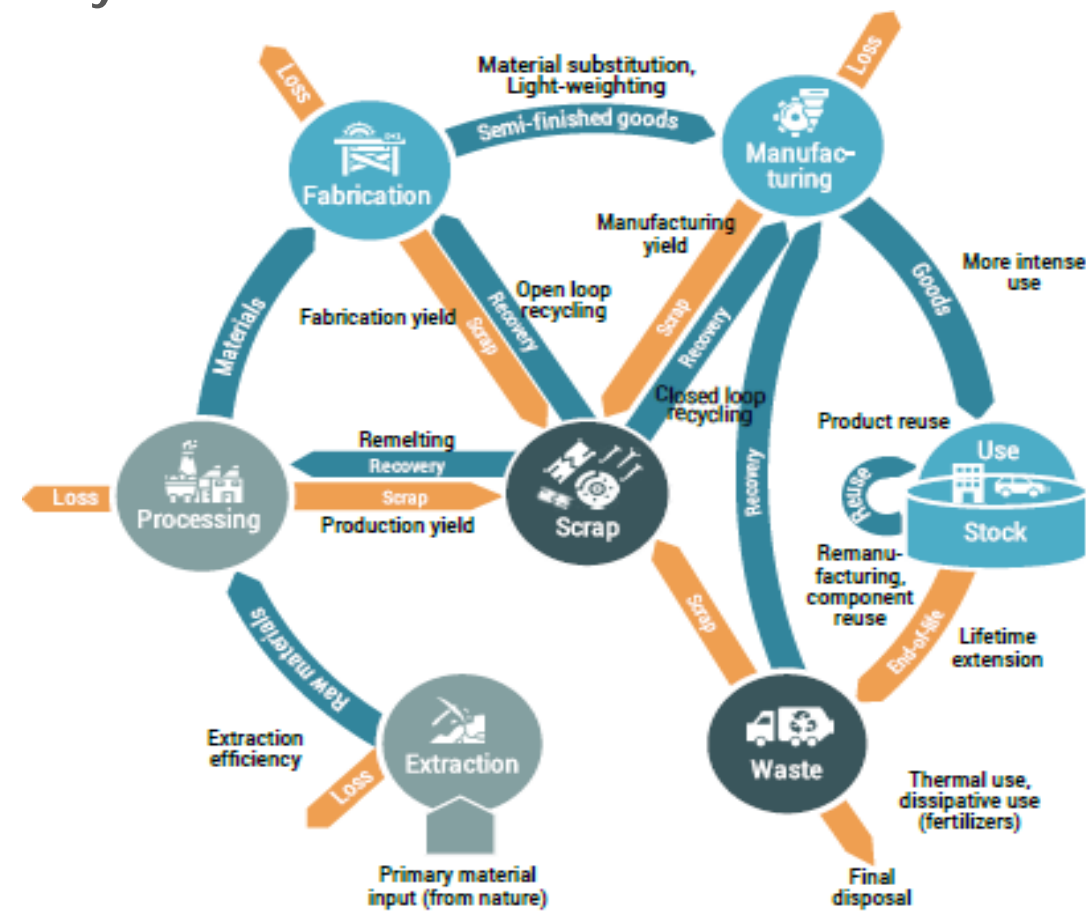 Loss
Loss
Material substitution,
Light-weighting
Semi-finished goods
Fabrication
Manufac-
turing
Manufacturing
yield
More intense
use
Goods
Open loop
recycling
Recovery
Scrap
Fabrication yield
Scrap
Recovery
Materials
Closed loop
recycling
Product reuse
Use
Stock
Reuse
Remanu-
facturing,
component
reuse
Remelting
Recovery
Scrap
Production yield
Loss
Processing
Scrap
Recovery
Scrap
End-of-life
Lifetime
extension
Raw materials
Extraction
efficiency
Loss
Extraction
Waste
Thermal use,
dissipative use
(fertilizers)
Primary material
input (from nature)
Final
disposal